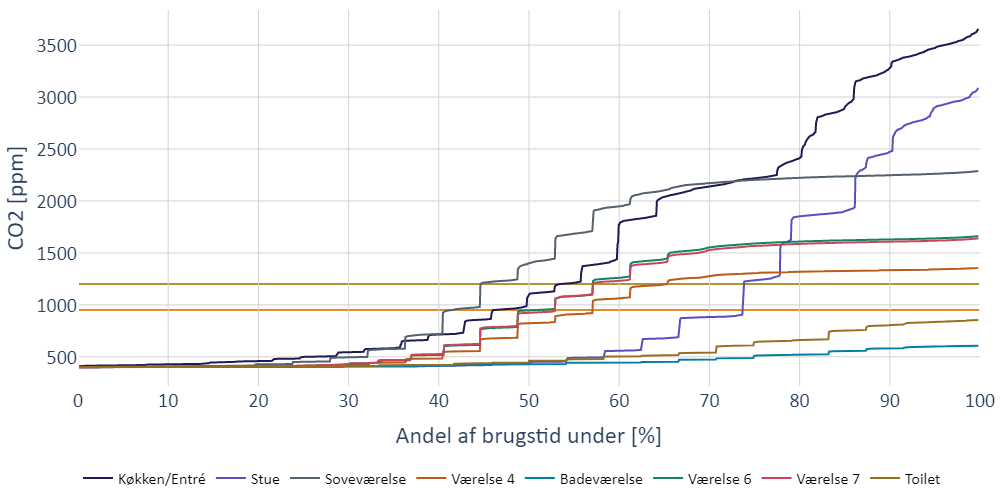 3500
3000
2500
2000
1500
1000
500
CO2 [ppm]
0 10 20 30 40 50 60 70 80 90 100
Andel af brugstid under [%]
Køkken/Entré Stue Soveværelse Værelse 4 Badeværelse Værelse 6 Værelse 7 Toilet